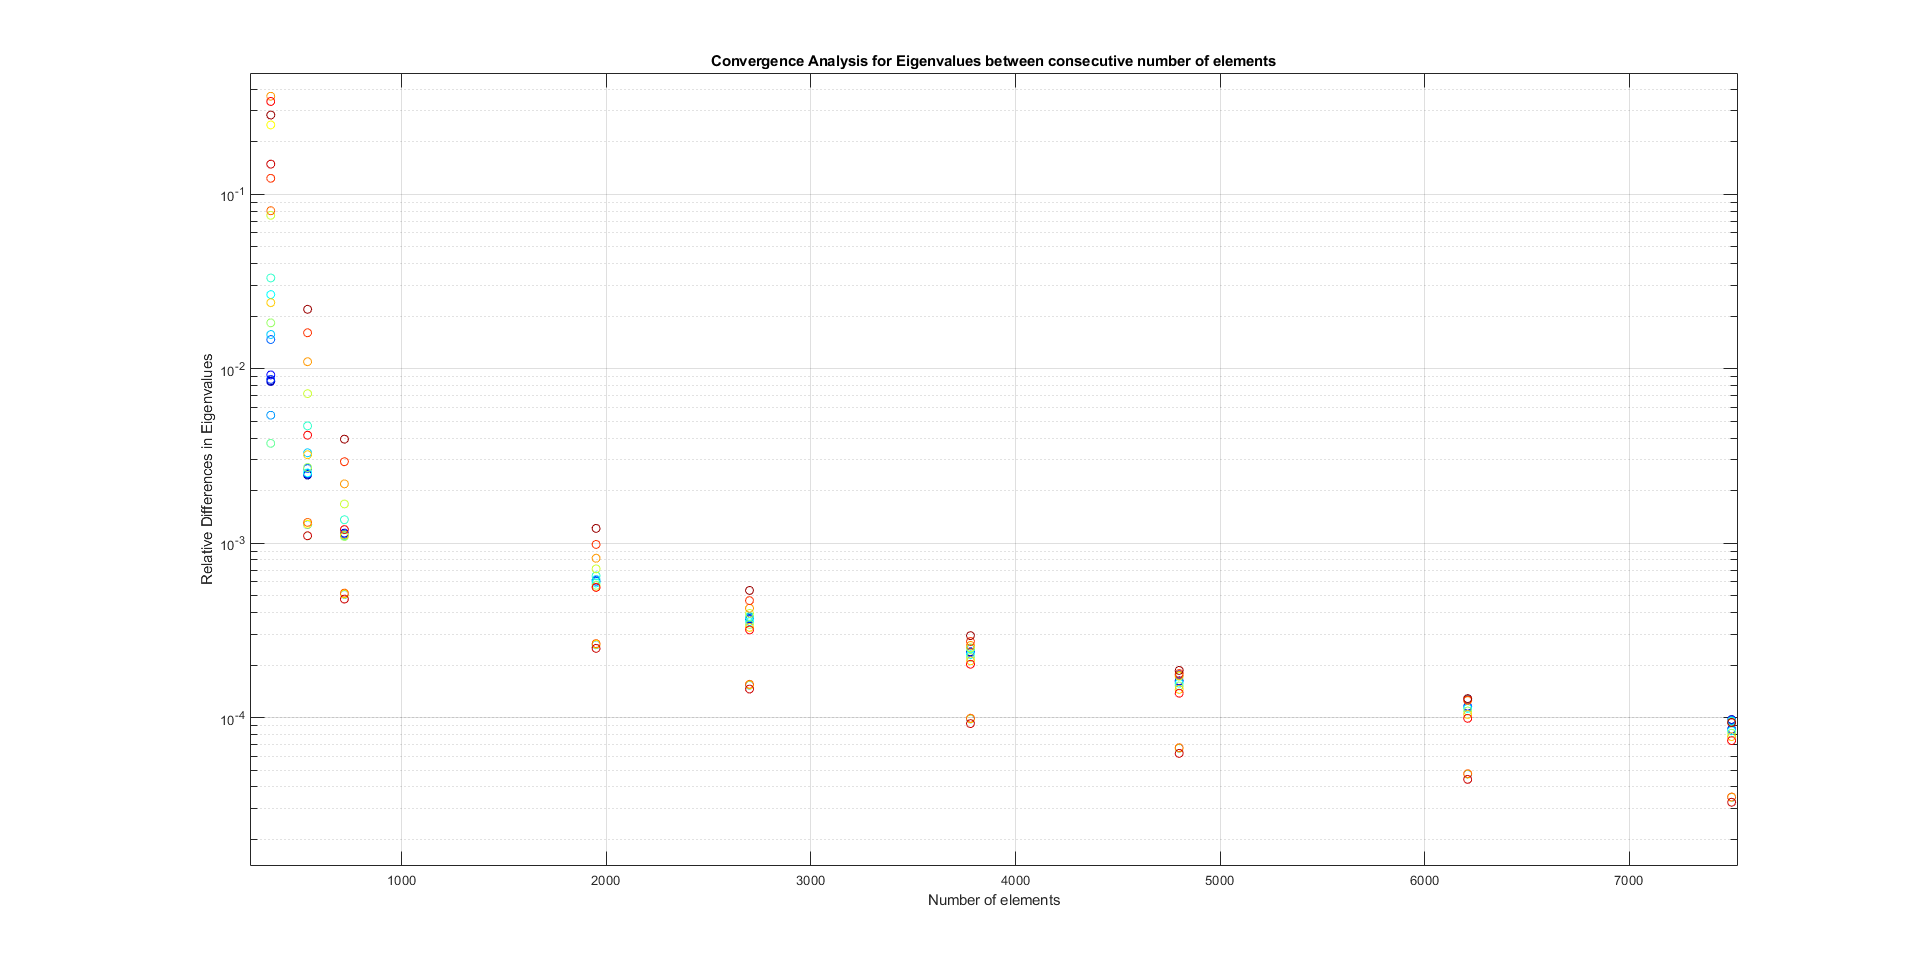 Convergence Analysis for Eigenvalues between consecutive number of elements
Relative Differences in Eigenvalues
10^-1
10^-2
10^-3
10^-4
1000 2000 3000 4000 5000 6000 7000
Number of elements